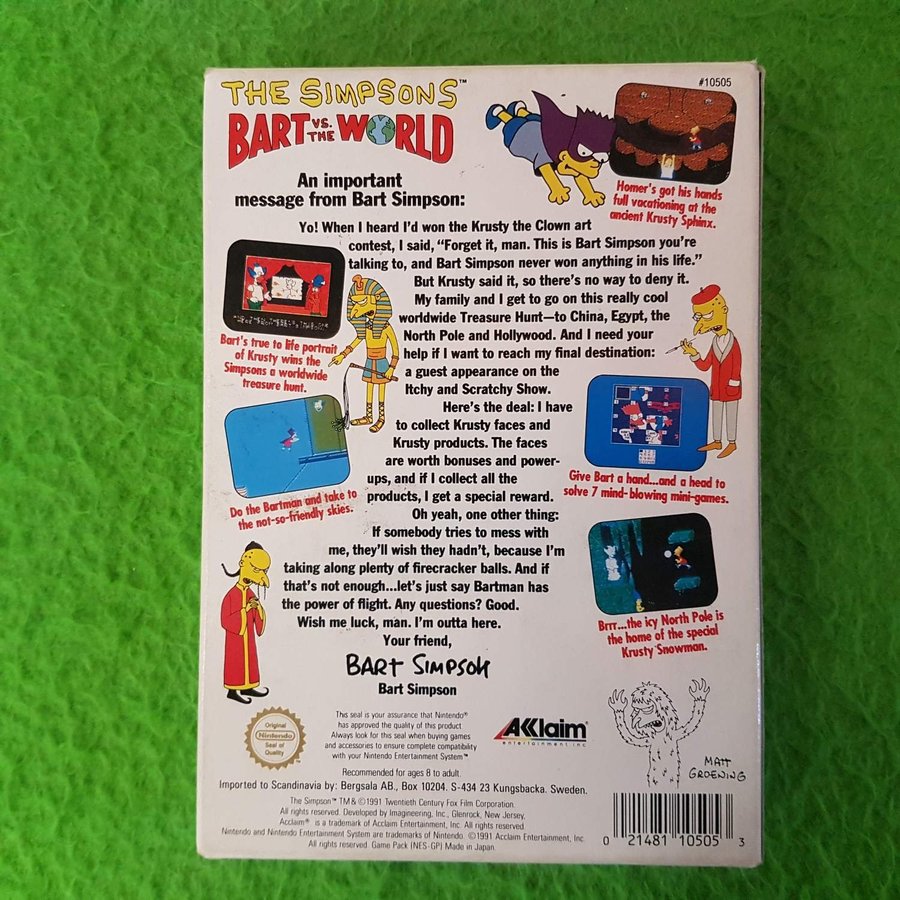 #10505
THE SIMPSONS™
BART VS. THE WORLD
An important
message from Bart Simpson:
Homer's got his hands
full vacationing at the
ancient Krusty Sphinx.
Yo! When I heard I'd won the Krusty the Clown art
contest, I said, “Forget it, man. This is Bart Simpson you're
talking to, and Bart Simpson never won anything in his life.”
But Krusty said it, so there's no way to deny it.
My family and I get to go on this really cool
worldwide Treasure Hunt—to China, Egypt, the
North Pole and Hollywood. And I need your
help if I want to reach my final destination:
a guest appearance on the
Itchy and Scratchy Show.
Here's the deal: I have
to collect Krusty faces and
Krusty products. The faces
are worth bonuses and power-
ups, and if I collect all the
products, I get a special reward.
Oh yeah, one other thing:
If somebody tries to mess with
me, they'll wish they hadn't, because I'm
taking along plenty of firecracker balls. And if
that's not enough...let's just say Bartman has
the power of flight. Any questions? Good.
Wish me luck, man. I'm outta here.
Your friend,
BART SIMPSON
Bart Simpson
Bart's true to life portrait
of Krusty wins the
Simpsons a worldwide
treasure hunt.
Do the Bartman and take to
the not-so-friendly skies.
Give Bart a hand...and a head to
solve 7 mind-blowing mini-games.
Brrr...the icy North Pole is
the home of the special
Krusty Snowman.
Original
Nintendo
Seal of
Quality
This seal is your assurance that Nintendo®
has approved the quality of this product
Always look for this seal when buying games
and accessories to ensure complete compatibility
with your Nintendo Entertainment System™
AKKlaim®
entertainment, inc.
MATT
GROENING
Recommended for ages 8 to adult.
Imported to Scandinavia by: Bergsala AB., Box 10204. S-434 23 Kungsbacka. Sweden.
The Simpson™ TM & ©1991 Twentieth Century Fox Film Corporation.
All rights reserved. Developed by Imagineering, Inc., Glenrock, New Jersey.
Acclaim® is a trademark of Acclaim Entertainment, Inc. All rights reserved.
Nintendo and Nintendo Entertainment System are trademarks of Nintendo. ©1991 Acclaim Entertainment, Inc.
All rights reserved. Game Pack (NES-GP) Made in Japan.
0 21481 10505 3